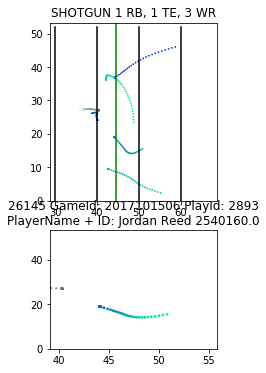 SHOTGUN 1 RB, 1 TE, 3 WR
50
40
30
20
10
0
30 40 50 60
26145 GameId: 2017101506 PlayId: 2893
PlayerName + ID: Jordan Reed 2540160.0
40
20
0
40 45 50 55